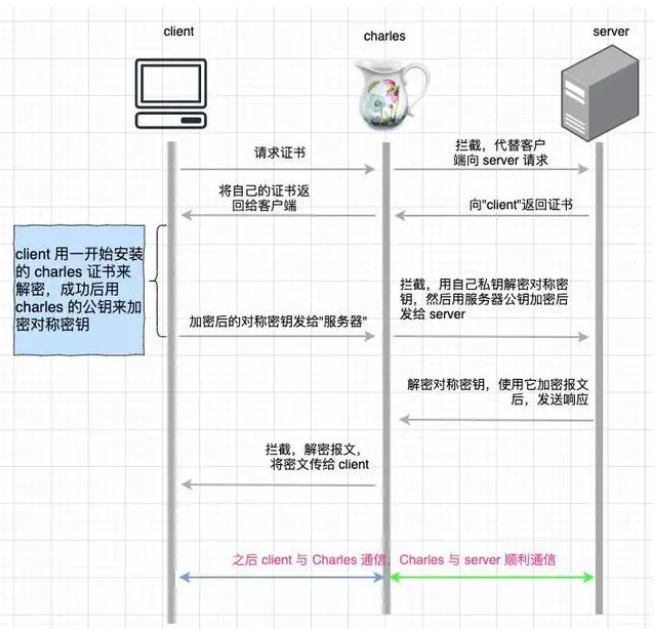 client
charles
server
请求证书
拦截，代替客户
端向 server 请求
将自己的证书返
回给客户端
向"client"返回证书
client 用一开始安装
的 charles 证书来
解密，成功后用
charles 的公钥来加
密对称密钥
拦截，用自己私钥解密对称密
钥，然后用服务器公钥加密后
发给 server
加密后的对称密钥发给"服务器"
解密对称密钥，使用它加密报文
后，发送响应
拦截，解密报文，
将密文传给 client
之后 client 与 Charles 通信，Charles 与 server 顺利通信